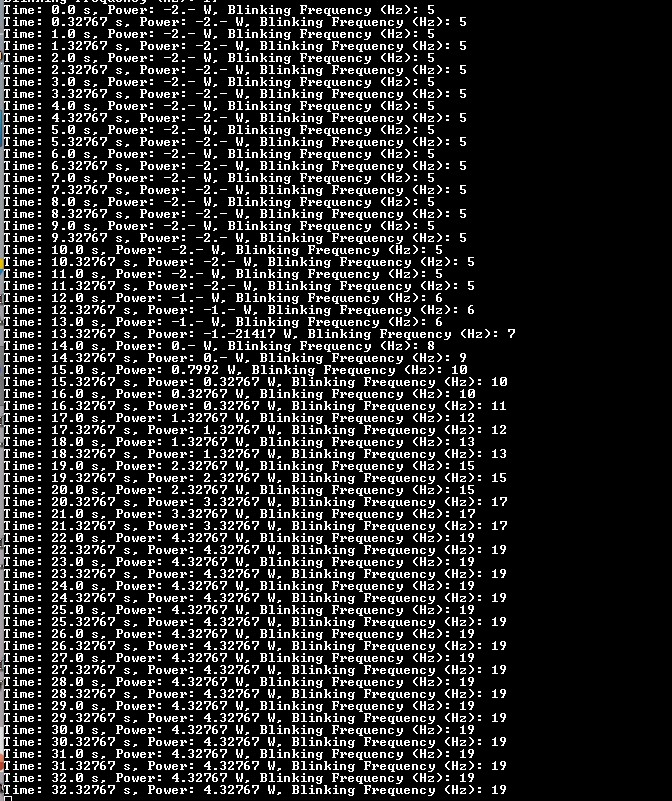 Time: 0.0 s, Power: -2.- W, Blinking Frequency (Hz): 5
Time: 0.32767 s, Power: -2.- W, Blinking Frequency (Hz): 5
Time: 1.0 s, Power: -2.- W, Blinking Frequency (Hz): 5
Time: 1.32767 s, Power: -2.- W, Blinking Frequency (Hz): 5
Time: 2.0 s, Power: -2.- W, Blinking Frequency (Hz): 5
Time: 2.32767 s, Power: -2.- W, Blinking Frequency (Hz): 5
Time: 3.0 s, Power: -2.- W, Blinking Frequency (Hz): 5
Time: 3.32767 s, Power: -2.- W, Blinking Frequency (Hz): 5
Time: 4.0 s, Power: -2.- W, Blinking Frequency (Hz): 5
Time: 4.32767 s, Power: -2.- W, Blinking Frequency (Hz): 5
Time: 5.0 s, Power: -2.- W, Blinking Frequency (Hz): 5
Time: 5.32767 s, Power: -2.- W, Blinking Frequency (Hz): 5
Time: 6.0 s, Power: -2.- W, Blinking Frequency (Hz): 5
Time: 6.32767 s, Power: -2.- W, Blinking Frequency (Hz): 5
Time: 7.0 s, Power: -2.- W, Blinking Frequency (Hz): 5
Time: 7.32767 s, Power: -2.- W, Blinking Frequency (Hz): 5
Time: 8.0 s, Power: -2.- W, Blinking Frequency (Hz): 5
Time: 8.32767 s, Power: -2.- W, Blinking Frequency (Hz): 5
Time: 9.0 s, Power: -2.- W, Blinking Frequency (Hz): 5
Time: 9.32767 s, Power: -2.- W, Blinking Frequency (Hz): 5
Time: 10.0 s, Power: -2.- W, Blinking Frequency (Hz): 5
Time: 10.32767 s, Power: -2.- W, Blinking Frequency (Hz): 5
Time: 11.0 s, Power: -2.- W, Blinking Frequency (Hz): 5
Time: 11.32767 s, Power: -2.- W, Blinking Frequency (Hz): 5
Time: 12.0 s, Power: -1.- W, Blinking Frequency (Hz): 6
Time: 12.32767 s, Power: -1.- W, Blinking Frequency (Hz): 6
Time: 13.0 s, Power: -1.- W, Blinking Frequency (Hz): 6
Time: 13.32767 s, Power: -1.-21417 W, Blinking Frequency (Hz): 7
Time: 14.0 s, Power: 0.- W, Blinking Frequency (Hz): 8
Time: 14.32767 s, Power: 0.- W, Blinking Frequency (Hz): 9
Time: 15.0 s, Power: 0.7992 W, Blinking Frequency (Hz): 10
Time: 15.32767 s, Power: 0.32767 W, Blinking Frequency (Hz): 10
Time: 16.0 s, Power: 0.32767 W, Blinking Frequency (Hz): 10
Time: 16.32767 s, Power: 0.32767 W, Blinking Frequency (Hz): 11
Time: 17.0 s, Power: 1.32767 W, Blinking Frequency (Hz): 12
Time: 17.32767 s, Power: 1.32767 W, Blinking Frequency (Hz): 12
Time: 18.0 s, Power: 1.32767 W, Blinking Frequency (Hz): 13
Time: 18.32767 s, Power: 1.32767 W, Blinking Frequency (Hz): 13
Time: 19.0 s, Power: 2.32767 W, Blinking Frequency (Hz): 15
Time: 19.32767 s, Power: 2.32767 W, Blinking Frequency (Hz): 15
Time: 20.0 s, Power: 2.32767 W, Blinking Frequency (Hz): 15
Time: 20.32767 s, Power: 3.32767 W, Blinking Frequency (Hz): 17
Time: 21.0 s, Power: 3.32767 W, Blinking Frequency (Hz): 17
Time: 21.32767 s, Power: 3.32767 W, Blinking Frequency (Hz): 17
Time: 22.0 s, Power: 4.32767 W, Blinking Frequency (Hz): 19
Time: 22.32767 s, Power: 4.32767 W, Blinking Frequency (Hz): 19
Time: 23.0 s, Power: 4.32767 W, Blinking Frequency (Hz): 19
Time: 23.32767 s, Power: 4.32767 W, Blinking Frequency (Hz): 19
Time: 24.0 s, Power: 4.32767 W, Blinking Frequency (Hz): 19
Time: 24.32767 s, Power: 4.32767 W, Blinking Frequency (Hz): 19
Time: 25.0 s, Power: 4.32767 W, Blinking Frequency (Hz): 19
Time: 25.32767 s, Power: 4.32767 W, Blinking Frequency (Hz): 19
Time: 26.0 s, Power: 4.32767 W, Blinking Frequency (Hz): 19
Time: 26.32767 s, Power: 4.32767 W, Blinking Frequency (Hz): 19
Time: 27.0 s, Power: 4.32767 W, Blinking Frequency (Hz): 19
Time: 27.32767 s, Power: 4.32767 W, Blinking Frequency (Hz): 19
Time: 28.0 s, Power: 4.32767 W, Blinking Frequency (Hz): 19
Time: 28.32767 s, Power: 4.32767 W, Blinking Frequency (Hz): 19
Time: 29.0 s, Power: 4.32767 W, Blinking Frequency (Hz): 19
Time: 29.32767 s, Power: 4.32767 W, Blinking Frequency (Hz): 19
Time: 30.0 s, Power: 4.32767 W, Blinking Frequency (Hz): 19
Time: 30.32767 s, Power: 4.32767 W, Blinking Frequency (Hz): 19
Time: 31.0 s, Power: 4.32767 W, Blinking Frequency (Hz): 19
Time: 31.32767 s, Power: 4.32767 W, Blinking Frequency (Hz): 19
Time: 32.0 s, Power: 4.32767 W, Blinking Frequency (Hz): 19
Time: 32.32767 s, Power: 4.32767 W, Blinking Frequency (Hz): 19